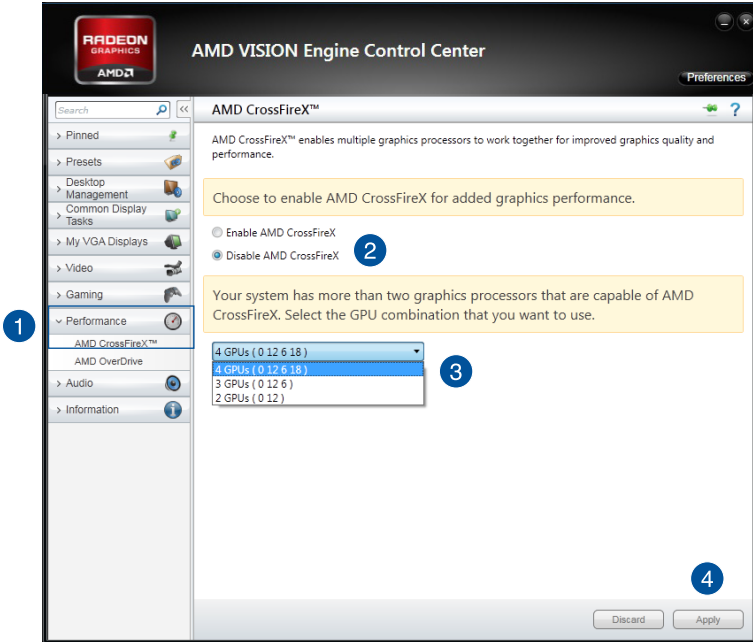 RADEON
GRAPHICS
AMD
AMD VISION Engine Control Center
Preferences
Search
<<
AMD CrossFireX™
?
> Pinned
> Presets
> Desktop
Management
> Common Display
Tasks
> My VGA Displays
> Video
> Gaming
1
Performance
AMD CrossFireX™
AMD OverDrive
> Audio
> Information
AMD CrossFireX™ enables multiple graphics processors to work together for improved graphics quality and
performance.
Choose to enable AMD CrossFireX for added graphics performance.
Enable AMD CrossFireX
Disable AMD CrossFireX
2
Your system has more than two graphics processors that are capable of AMD
CrossFireX. Select the GPU combination that you want to use.
4 GPUs ( 0 12 6 18 )
4 GPUs ( 0 12 6 18 )
3 GPUs ( 0 12 6 )
2 GPUs ( 0 12 )
3
4
Discard
Apply